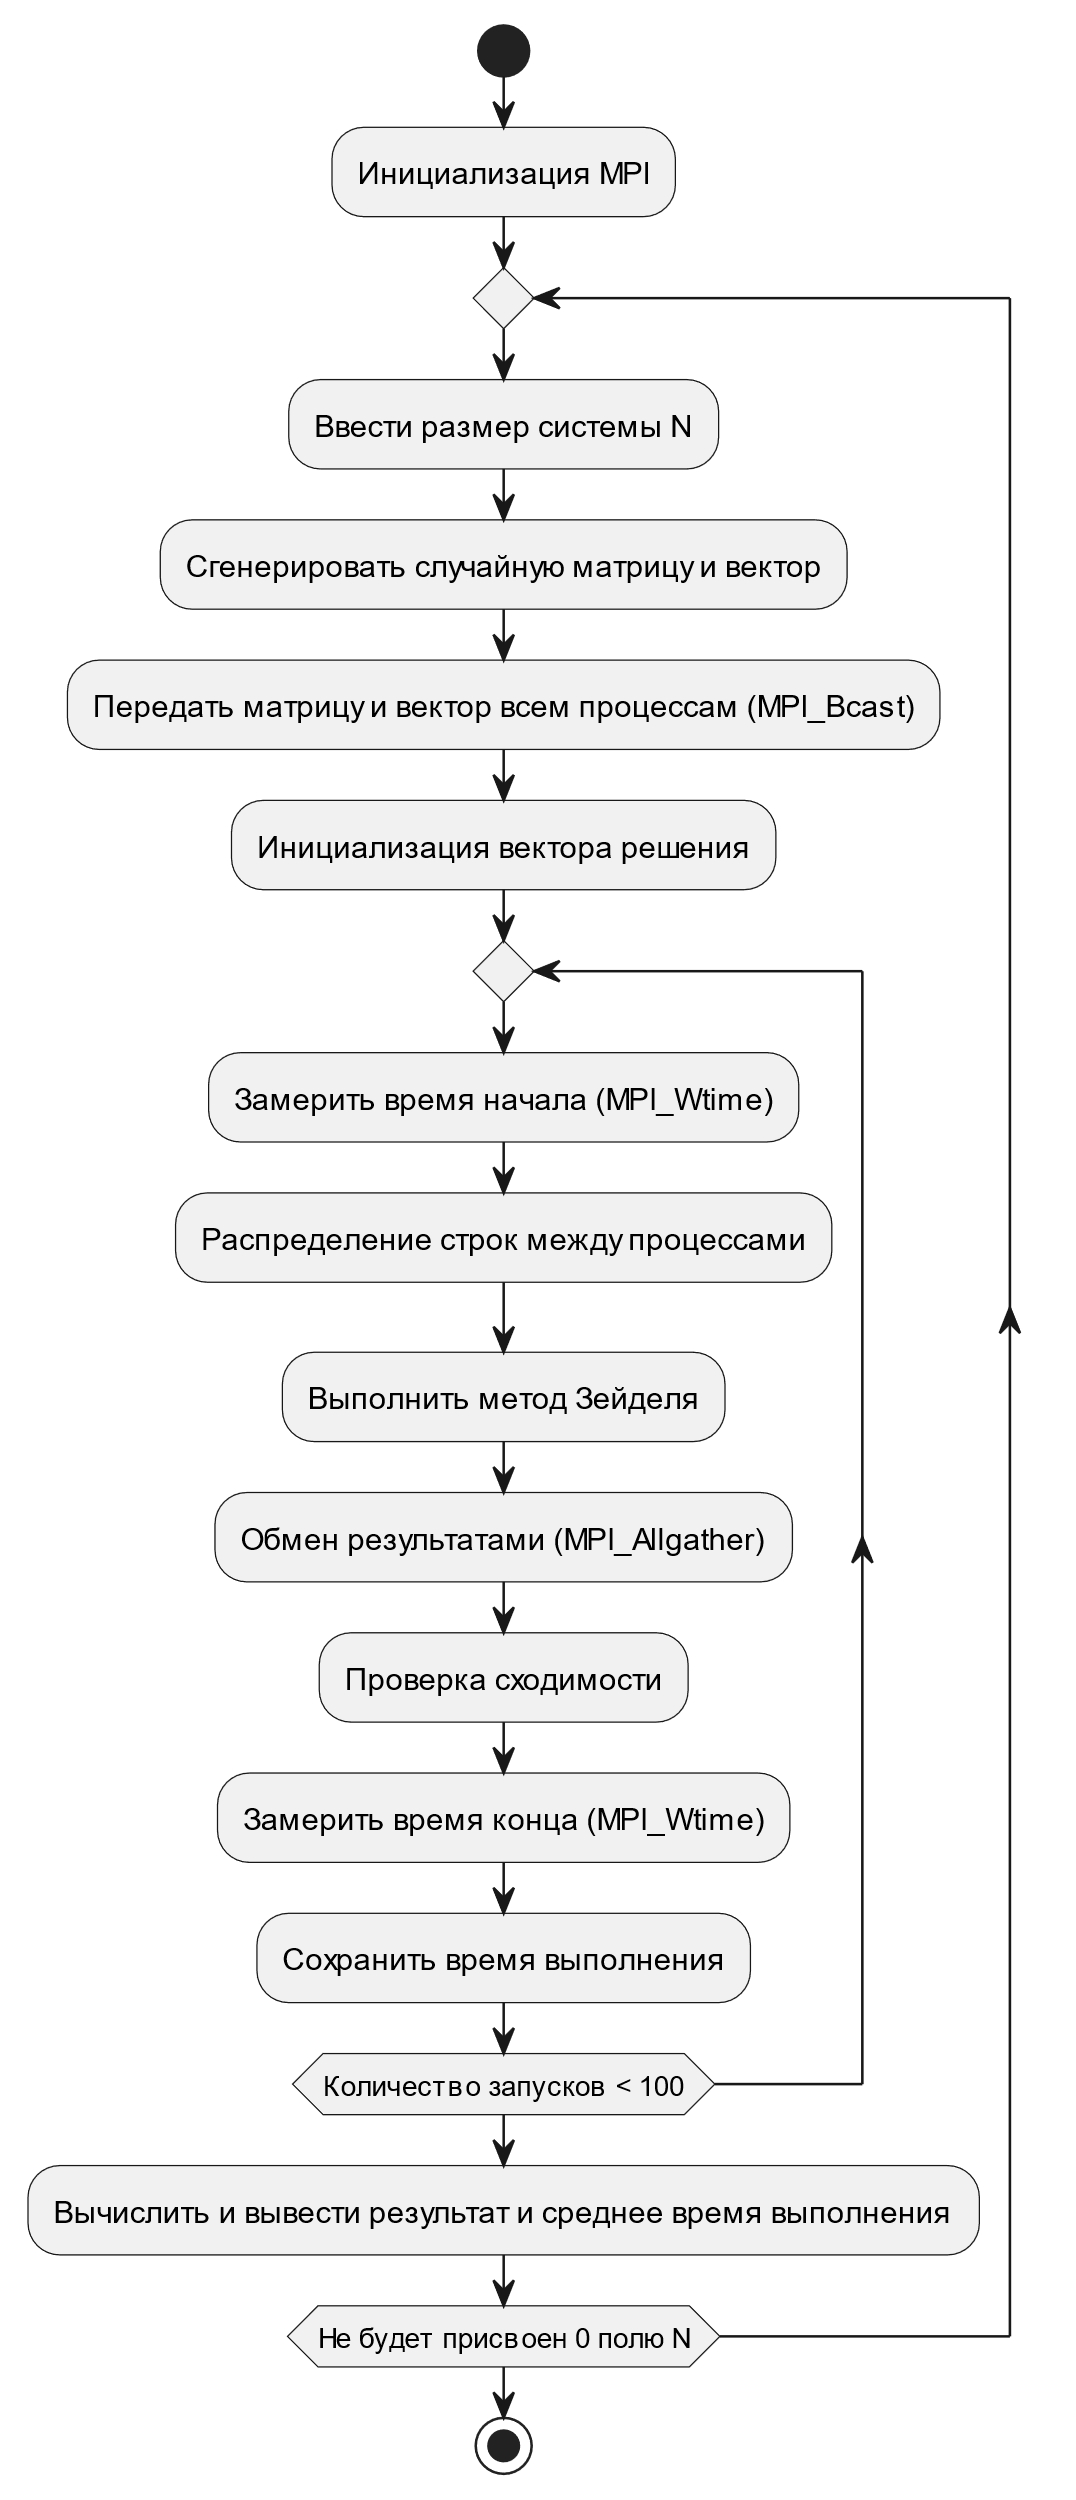 Инициализация MPI
Ввести размер системы N
Сгенерировать случайную матрицу и вектор
Передать матрицу и вектор всем процессам (MPI_Bcast)
Инициализация вектора решения
Замерить время начала (MPI_Wtime)
Распределение строк между процессами
Выполнить метод Зейделя
Обмен результатами (MPI_Allgather)
Проверка сходимости
Замерить время конца (MPI_Wtime)
Сохранить время выполнения
Количество запусков < 100
Вычислить и вывести результат и среднее время выполнения
Не будет присвоен 0 полю N